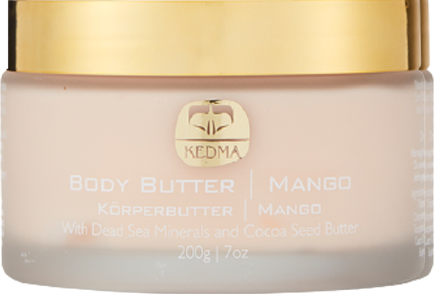 KEDMA
BODY BUTTER | MANGO
KÖRPERBUTTER | MANGO
With Dead Sea Minerals and Cocoa Seed Butter
200g | 7oz